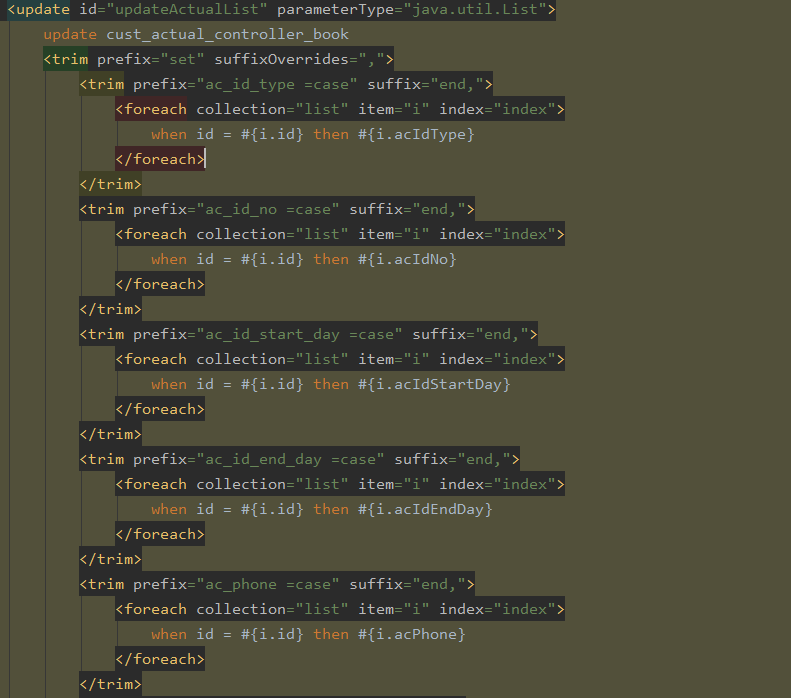 <update id="updateActualList" parameterType="java.util.List">
update cust_actual_controller_book
<trim prefix="set" suffixOverrides=",">
<trim prefix="ac_id_type =case" suffix="end,">
<foreach collection="list" item="i" index="index">
when id = #{i.id} then #{i.acIdType}
</foreach>
</trim>
<trim prefix="ac_id_no =case" suffix="end,">
<foreach collection="list" item="i" index="index">
when id = #{i.id} then #{i.acIdNo}
</foreach>
</trim>
<trim prefix="ac_id_start_day =case" suffix="end,">
<foreach collection="list" item="i" index="index">
when id = #{i.id} then #{i.acIdStartDay}
</foreach>
</trim>
<trim prefix="ac_id_end_day =case" suffix="end,">
<foreach collection="list" item="i" index="index">
when id = #{i.id} then #{i.acIdEndDay}
</foreach>
</trim>
<trim prefix="ac_phone =case" suffix="end,">
<foreach collection="list" item="i" index="index">
when id = #{i.id} then #{i.acPhone}
</foreach>
</trim>